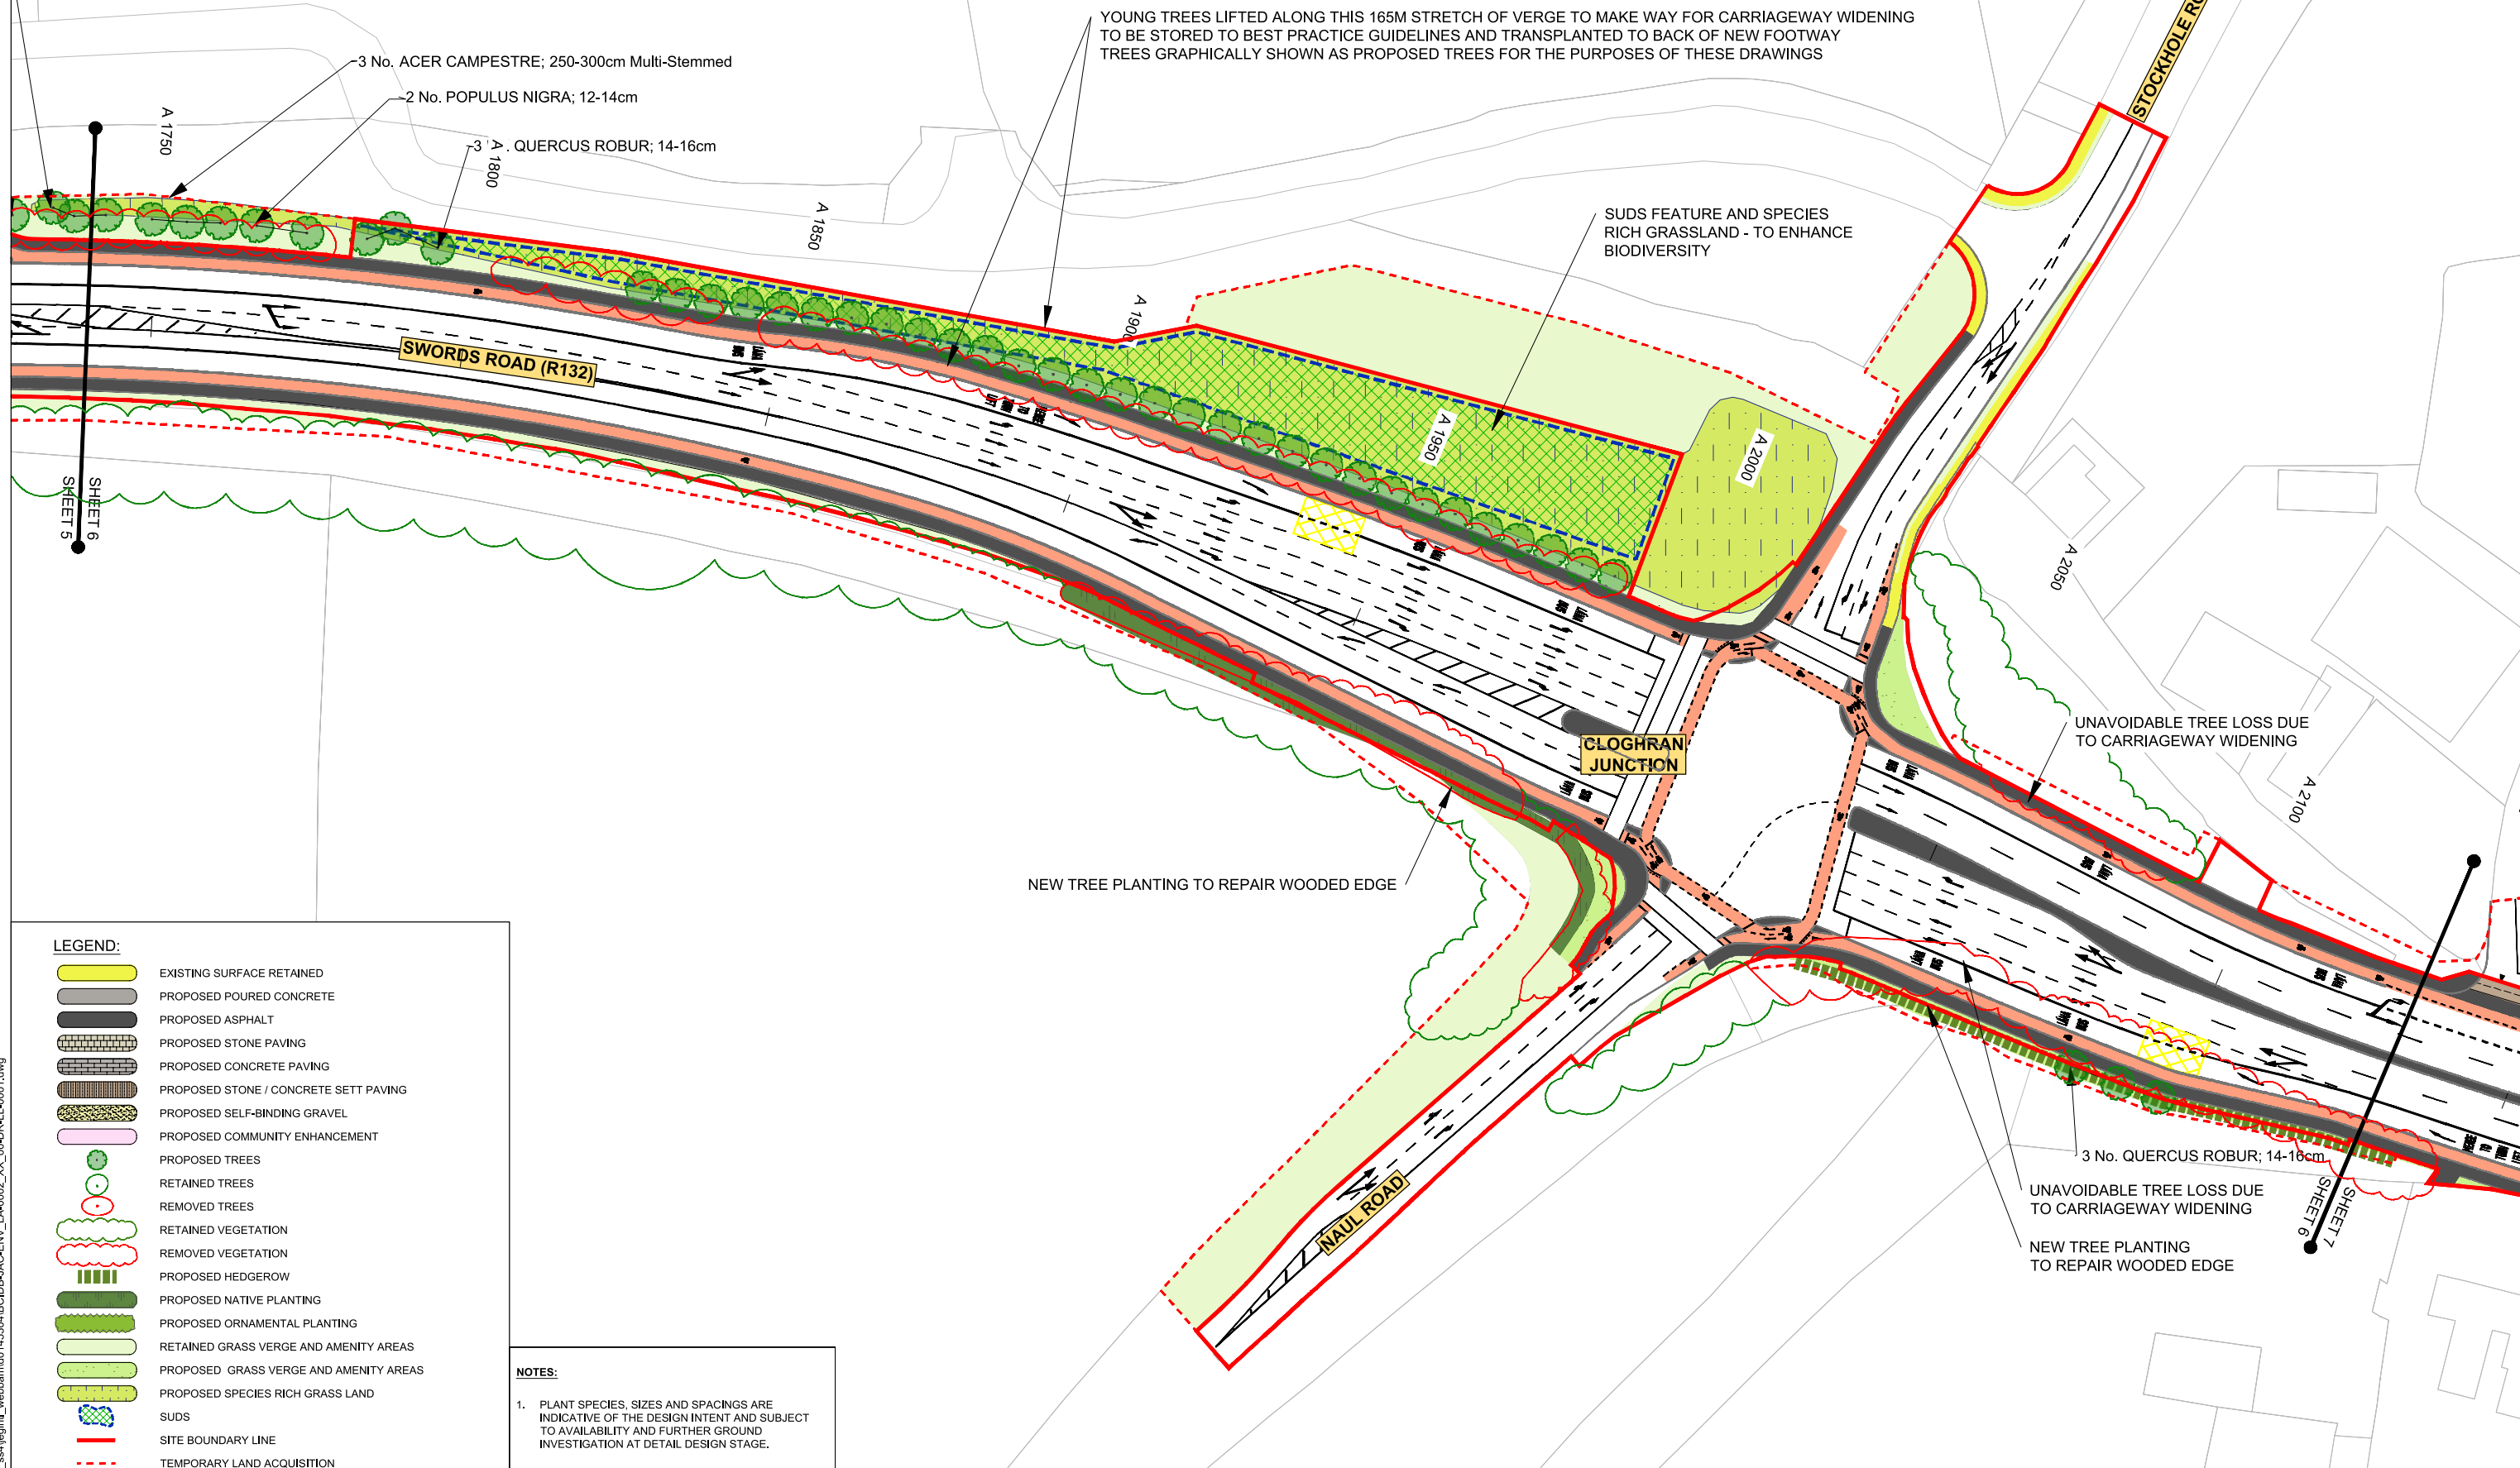 YOUNG TREES LIFTED ALONG THIS 165M STRETCH OF VERGE TO MAKE WAY FOR CARRIAGEWAY WIDENING
TO BE STORED TO BEST PRACTICE GUIDELINES AND TRANSPLANTED TO BACK OF NEW FOOTWAY
TREES GRAPHICALLY SHOWN AS PROPOSED TREES FOR THE PURPOSES OF THESE DRAWINGS
STOCKHOLE
3 No. ACER CAMPESTRE; 250-300cm Multi-Stemmed
2 No. POPULUS NIGRA; 12-14cm
3 . QUERCUS ROBUR; 14-16cm
A 1750
A 1800
A 1850
A 1900
A 1950
A 2000
A 2050
A 2100
SUDS FEATURE AND SPECIES
RICH GRASSLAND - TO ENHANCE
BIODIVERSITY
SWORDS ROAD (R132)
SHEET 6
SHEET 5
CLOGHRAN
JUNCTION
UNAVOIDABLE TREE LOSS DUE
TO CARRIAGEWAY WIDENING
NEW TREE PLANTING TO REPAIR WOODED EDGE
NAUL ROAD
3 No. QUERCUS ROBUR; 14-16cm
UNAVOIDABLE TREE LOSS DUE
TO CARRIAGEWAY WIDENING
NEW TREE PLANTING
TO REPAIR WOODED EDGE
SHEET 7
SHEET 6
LEGEND:
EXISTING SURFACE RETAINED
PROPOSED POURED CONCRETE
PROPOSED ASPHALT
PROPOSED STONE PAVING
PROPOSED CONCRETE PAVING
PROPOSED STONE / CONCRETE SETT PAVING
PROPOSED SELF-BINDING GRAVEL
PROPOSED COMMUNITY ENHANCEMENT
PROPOSED TREES
RETAINED TREES
REMOVED TREES
RETAINED VEGETATION
REMOVED VEGETATION
PROPOSED HEDGEROW
PROPOSED NATIVE PLANTING
PROPOSED ORNAMENTAL PLANTING
RETAINED GRASS VERGE AND AMENITY AREAS
PROPOSED GRASS VERGE AND AMENITY AREAS
PROPOSED SPECIES RICH GRASS LAND
SUDS
SITE BOUNDARY LINE
TEMPORARY LAND ACQUISITION
NOTES:
1. PLANT SPECIES, SIZES AND SPACINGS ARE
INDICATIVE OF THE DESIGN INTENT AND SUBJECT
TO AVAILABILITY AND FURTHER GROUND
INVESTIGATION AT DETAIL DESIGN STAGE.